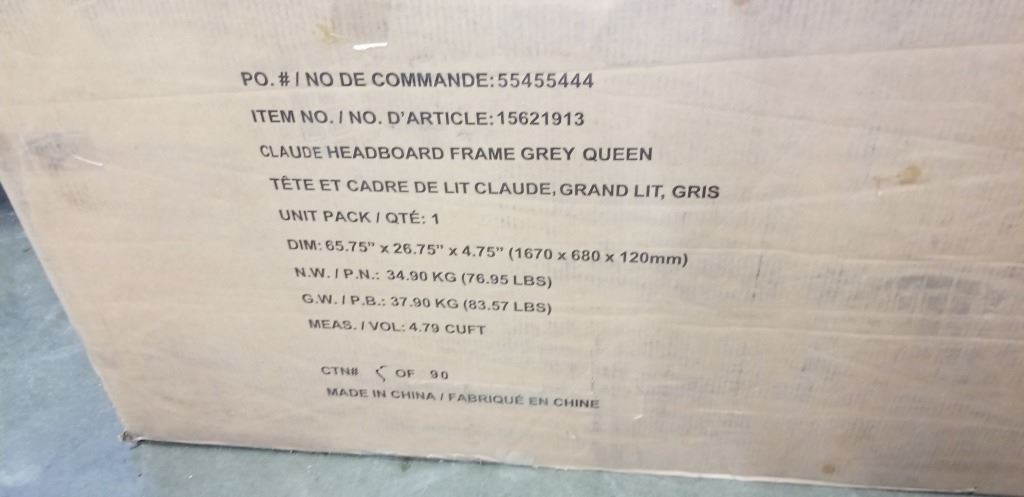 PO. # / NO DE COMMANDE: 55455444
ITEM NO. / NO. D'ARTICLE: 15621913
CLAUDE HEADBOARD FRAME GREY QUEEN
TÊTE ET CADRE DE LIT CLAUDE, GRAND LIT, GRIS
UNIT PACK / QTÉ: 1
DIM: 65.75" x 26.75" x 4.75" (1670 x 680 x 120mm)
N.W. / P.N.: 34.90 KG (76.95 LBS)
G.W. / P.B.: 37.90 KG (83.57 LBS)
MEAS. / VOL: 4.79 CUFT
CTN# 5 OF 90
MADE IN CHINA / FABRIQUÉ EN CHINE